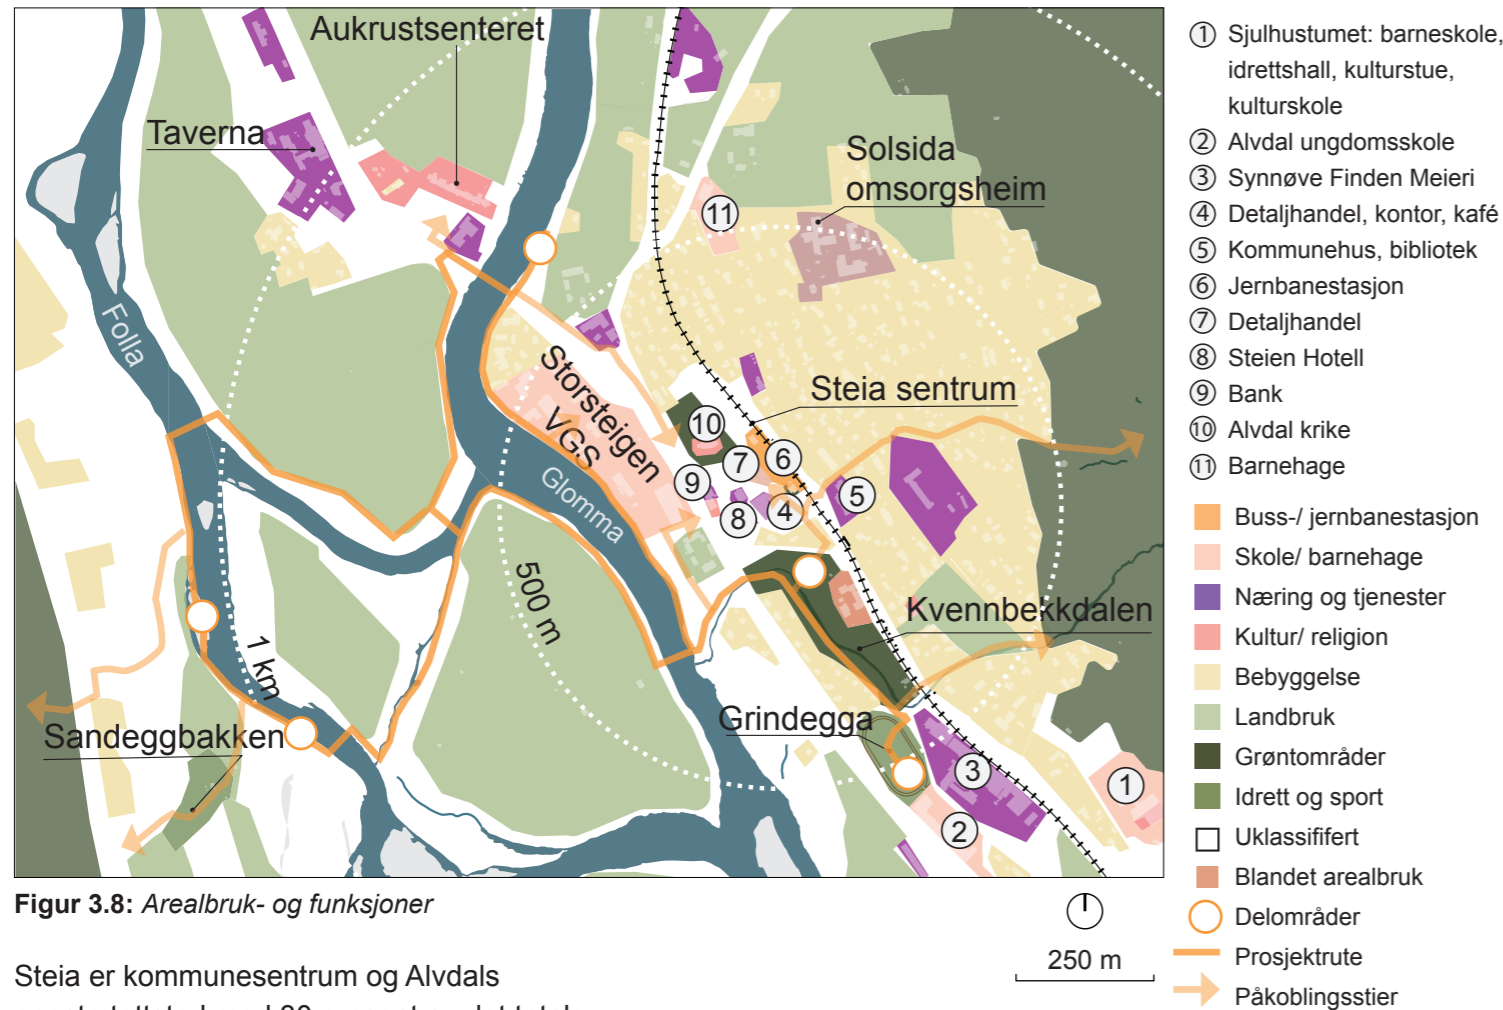 Aukrustsenteret
Taverna
Solsida
omsorgsheim
11
Folla
Storsteigen
VGS
Steia sentrum
10
6
7
9
5
4
8
Glomma
500 m
Kvennbekkdalen
1 km
Grindegga
Sandeggbakken
3
1
2
1 Sjulhustumet: barneskole,
idrettshall, kulturstue,
kulturskole
2 Alvdal ungdomsskole
3 Synnøve Finden Meieri
4 Detaljhandel, kontor, kafé
5 Kommunehus, bibliotek
6 Jernbanestasjon
7 Detaljhandel
8 Steien Hotell
9 Bank
10 Alvdal krike
11 Barnehage
Buss-/ jernbanestasjon
Skole/ barnehage
Næring og tjenester
Kultur/ religion
Bebyggelse
Landbruk
Grøntområder
Idrett og sport
Uklassififert
Blandet arealbruk
Delområder
Prosjektrute
Påkoblingsstier
250 m
Figur 3.8: Arealbruk- og funksjoner
Steia er kommunesentrum og Alvdals